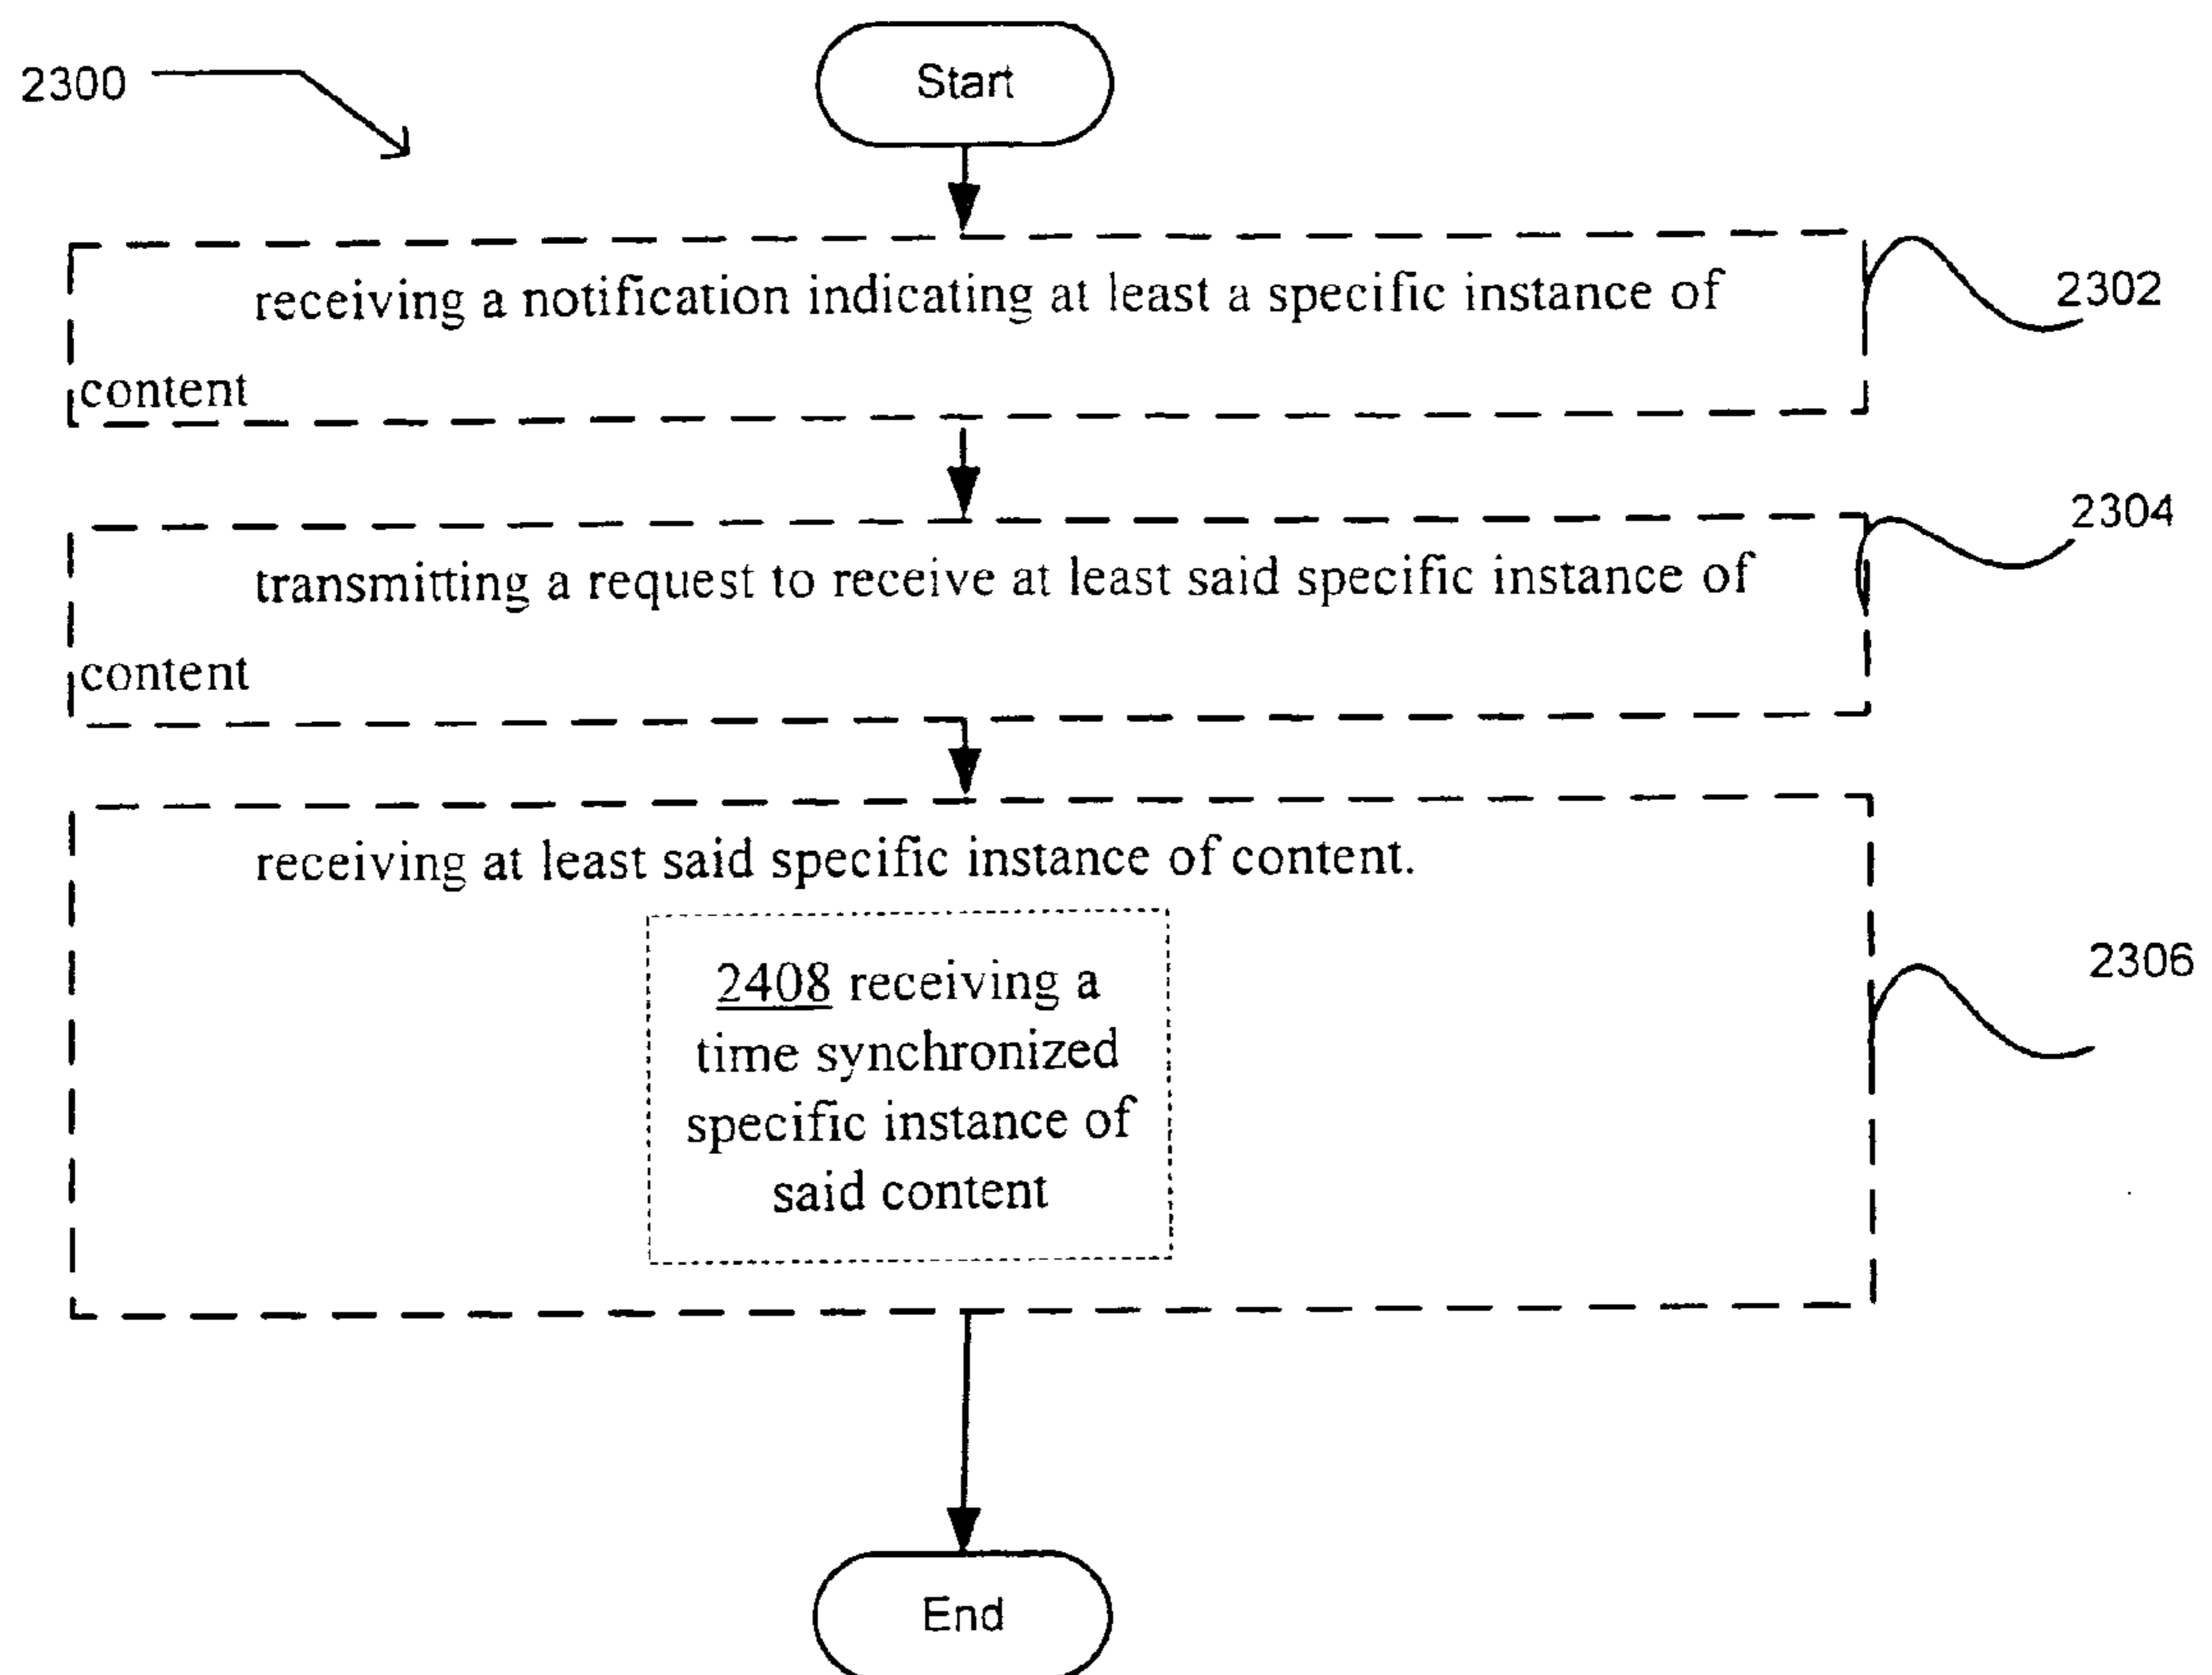 2300
Start
receiving a notification indicating at least a specific instance of
content
2302
transmitting a request to receive at least said specific instance of
content
2304
receiving at least said specific instance of content.
2408 receiving a
time synchronized
specific instance of
said content
2306
End